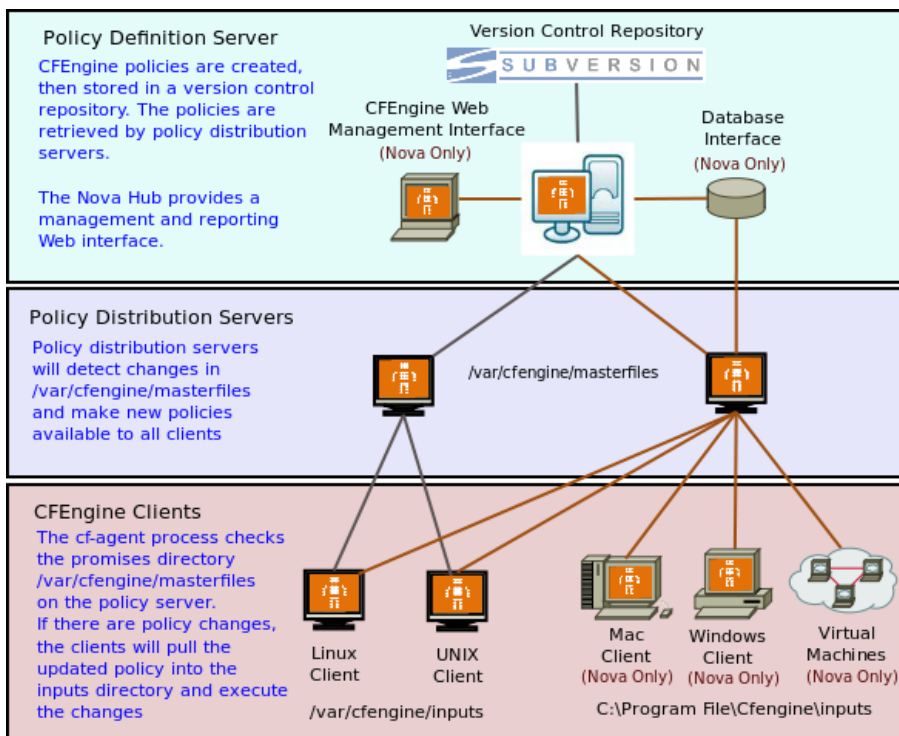 Policy Definition Server
CFEngine policies are created,
then stored in a version control
repository. The policies are
retrieved by policy distribution
servers.
The Nova Hub provides a
management and reporting
Web interface.
Version Control Repository
SUBVERSION
CFEngine Web
Management Interface
(Nova Only)
Database
Interface
(Nova Only)
Policy Distribution Servers
Policy distribution servers
will detect changes in
/var/cfengine/masterfiles
and make new policies
available to all clients
/var/cfengine/masterfiles
CFEngine Clients
The cf-agent process checks
the promises directory
/var/cfengine/masterfiles
on the policy server.
If there are policy changes,
the clients will pull the
updated policy into the
inputs directory and execute
the changes
Linux
Client
UNIX
Client
/var/cfengine/inputs
Mac
Client
(Nova Only)
Windows
Client
(Nova Only)
Virtual
Machines
(Nova Only)
C:\Program File\Cfengine\inputs